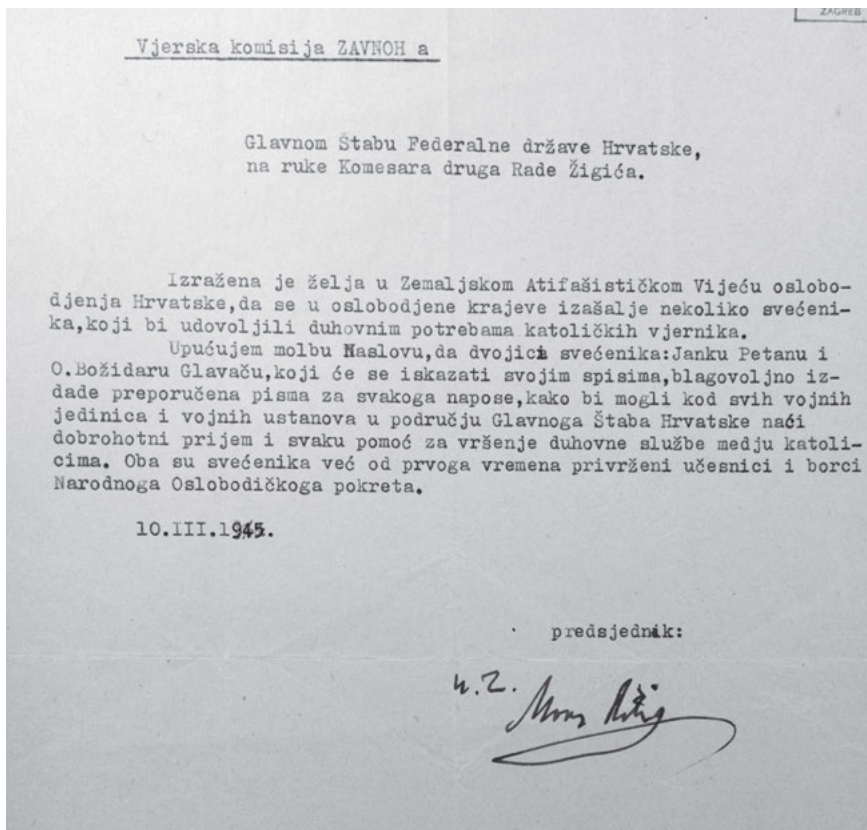 ZAGREB
Vjerska komisija ZAVNOH a
Glavnom Štabu Federalne države Hrvatske,
na ruke Komesara druga Rade Žigića.
Izražena je želja u Zemaljskom Atifašističkom Vijeću oslobo-
djenja Hrvatske,da se u oslobodjene krajeve izašalje nekoliko svećeni-
ka,koji bi udovoljili duhovnim potrebama katoličkih vjernika.
Upućujem molbu Naslovu,da dvojici svećenika:Janku Petanu i
O.Božidaru Glavaču,koji će se iskazati svojim spisima,blagovoljno iz-
dade preporučena pisma za svakoga napose,kako bi mogli kod svih vojnih
jedinica i vojnih ustanova u području Glavnoga Štaba Hrvatske naći
dobrohotni prijem i svaku pomoć za vršenje duhovne službe medju katoli-
cima. Oba su svećenika već od prvoga vremena privrženi učesnici i borci
Narodnoga Oslobodičkoga pokreta.
10.III.1945.
predsjednik: